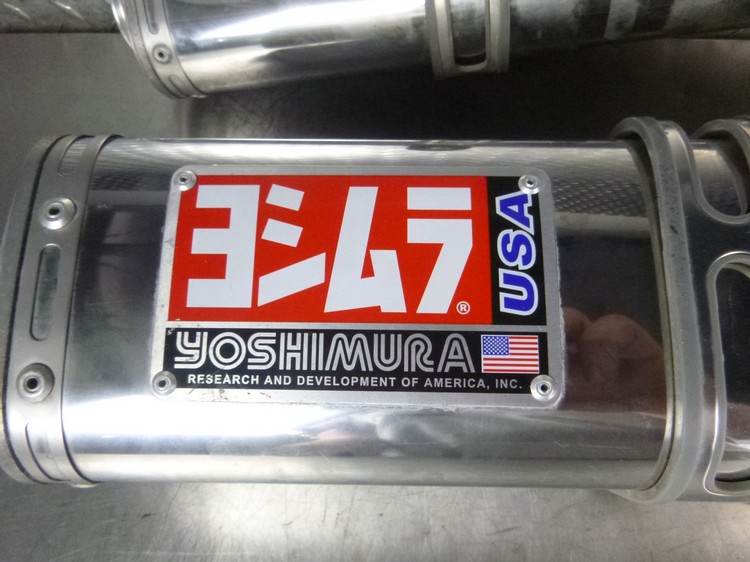 ヨシムラ®
USA
YOSHIMURA
RESEARCH AND DEVELOPMENT OF AMERICA, INC.